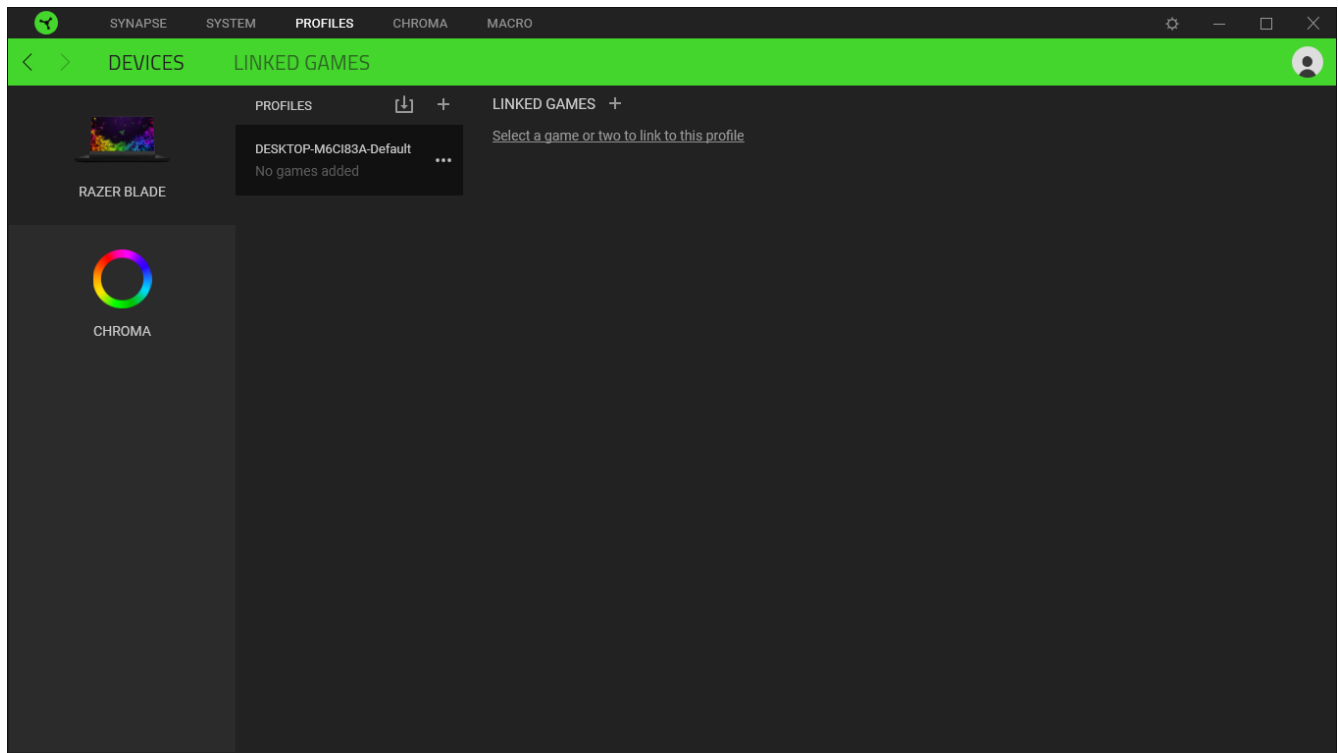 SYNAPSE SYSTEM PROFILES CHROMA MACRO
DEVICES LINKED GAMES
PROFILES
DESKTOP-M6CI83A-Default
No games added
LINKED GAMES
Select a game or two to link to this profile
RAZER BLADE
CHROMA